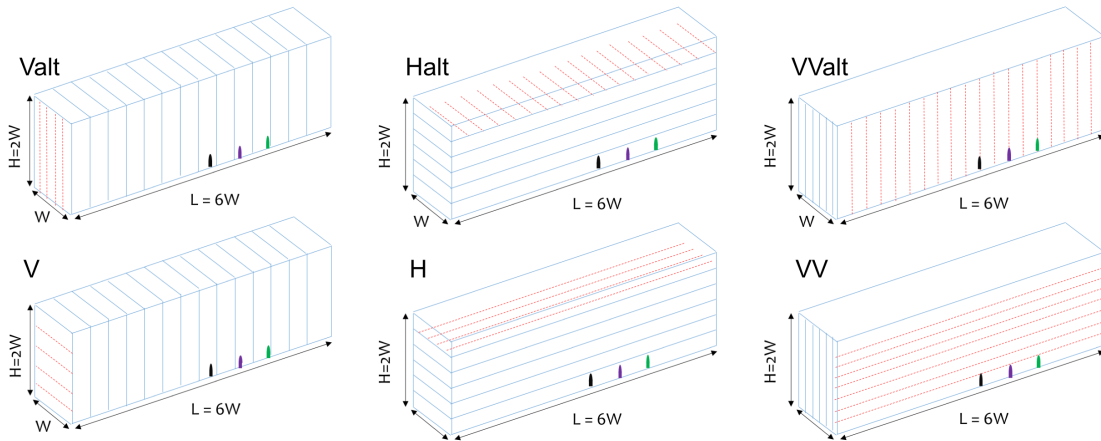 Valt
H=2W
W
L = 6W
Halt
H=2W
W
L = 6W
VValt
H=2W
W
L = 6W
V
H=2W
W
L = 6W
H
H=2W
W
L = 6W
VV
H=2W
W
L = 6W